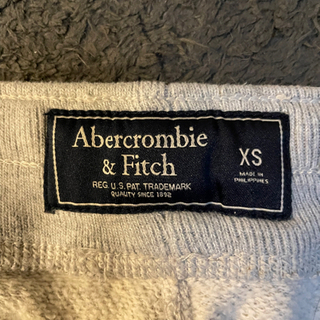 Abercrombie
& Fitch
REG. U.S. PAT. TRADEMARK
QUALITY SINCE 1892
XS
MADE IN
PHILIPPINES